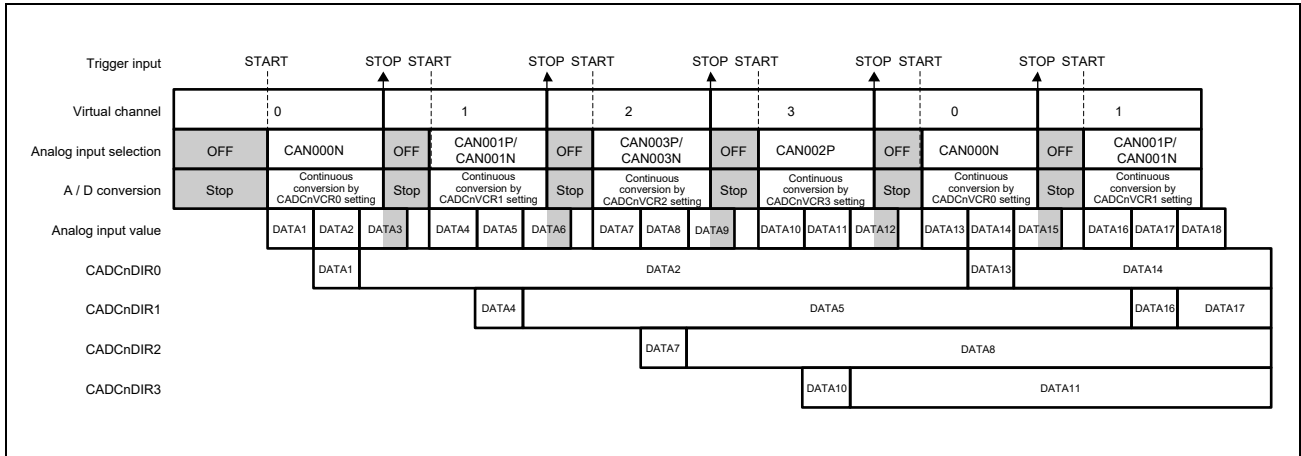 Trigger input START STOP START STOP START STOP START STOP START STOP START
Virtual channel 0 1 2 3 0 1
Analog input selection OFF CAN000N OFF CAN001P/ CAN001N OFF CAN003P/ CAN003N OFF CAN002P OFF CAN000N OFF CAN001P/ CAN001N
A / D conversion Stop Continuous conversion by CADCnVCR0 setting Stop Continuous conversion by CADCnVCR1 setting Stop Continuous conversion by CADCnVCR2 setting Stop Continuous conversion by CADCnVCR3 setting Stop Continuous conversion by CADCnVCR0 setting Stop Continuous conversion by CADCnVCR1 setting
Analog input value DATA1 DATA2 DATA3 DATA4 DATA5 DATA6 DATA7 DATA8 DATA9 DATA10 DATA11 DATA12 DATA13 DATA14 DATA15 DATA16 DATA17 DATA18
CADCnDIR0 DATA1 DATA2 DATA13 DATA14
CADCnDIR1 DATA4 DATA5 DATA16 DATA17
CADCnDIR2 DATA7 DATA8
CADCnDIR3 DATA10 DATA11